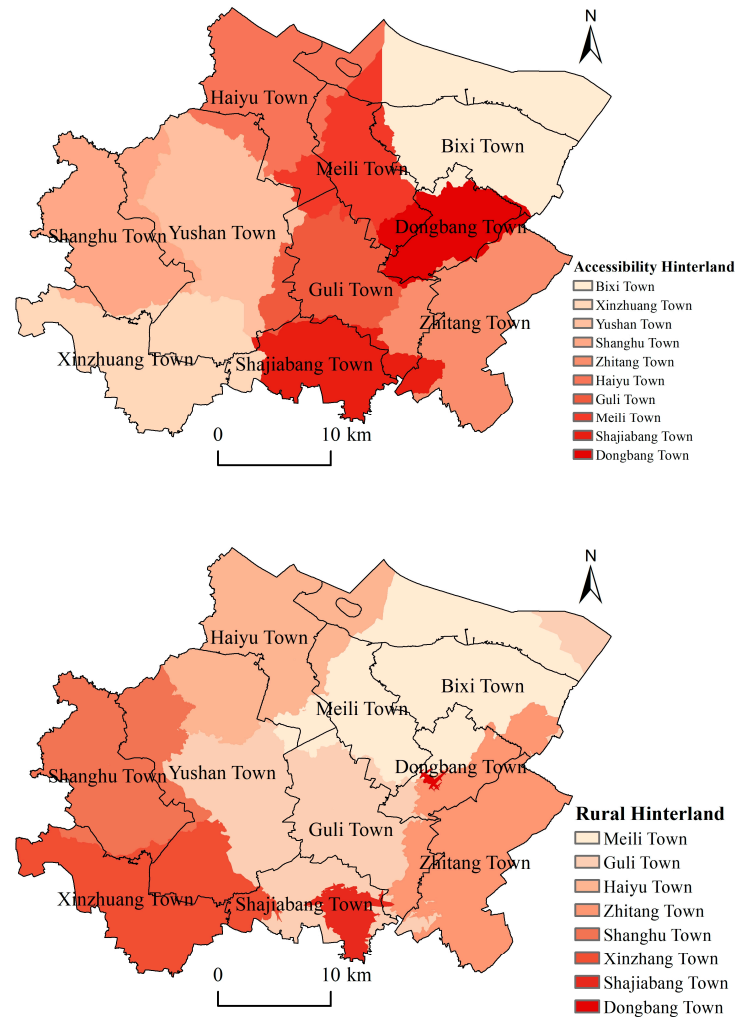 N
Haiyu Town
Bixi Town
Meili Town
Dongbang Town
Shanghu Town
Yushan Town
Guli Town
Zhitang Town
Xinzhuang Town
Shajiabang Town
0 10 km
Accessibility Hinterland
Bixi Town
Xinzhuang Town
Yushan Town
Shanghu Town
Zhitang Town
Haiyu Town
Guli Town
Meili Town
Shajiabang Town
Dongbang Town
N
Haiyu Town
Bixi Town
Meili Town
Dongbang Town
Shanghu Town
Yushan Town
Guli Town
Zhitang Town
Xinzhuang Town
Shajiabang Town
0 10 km
Rural Hinterland
Meili Town
Guli Town
Haiyu Town
Zhitang Town
Shanghu Town
Xinzhang Town
Shajiabang Town
Dongbang Town